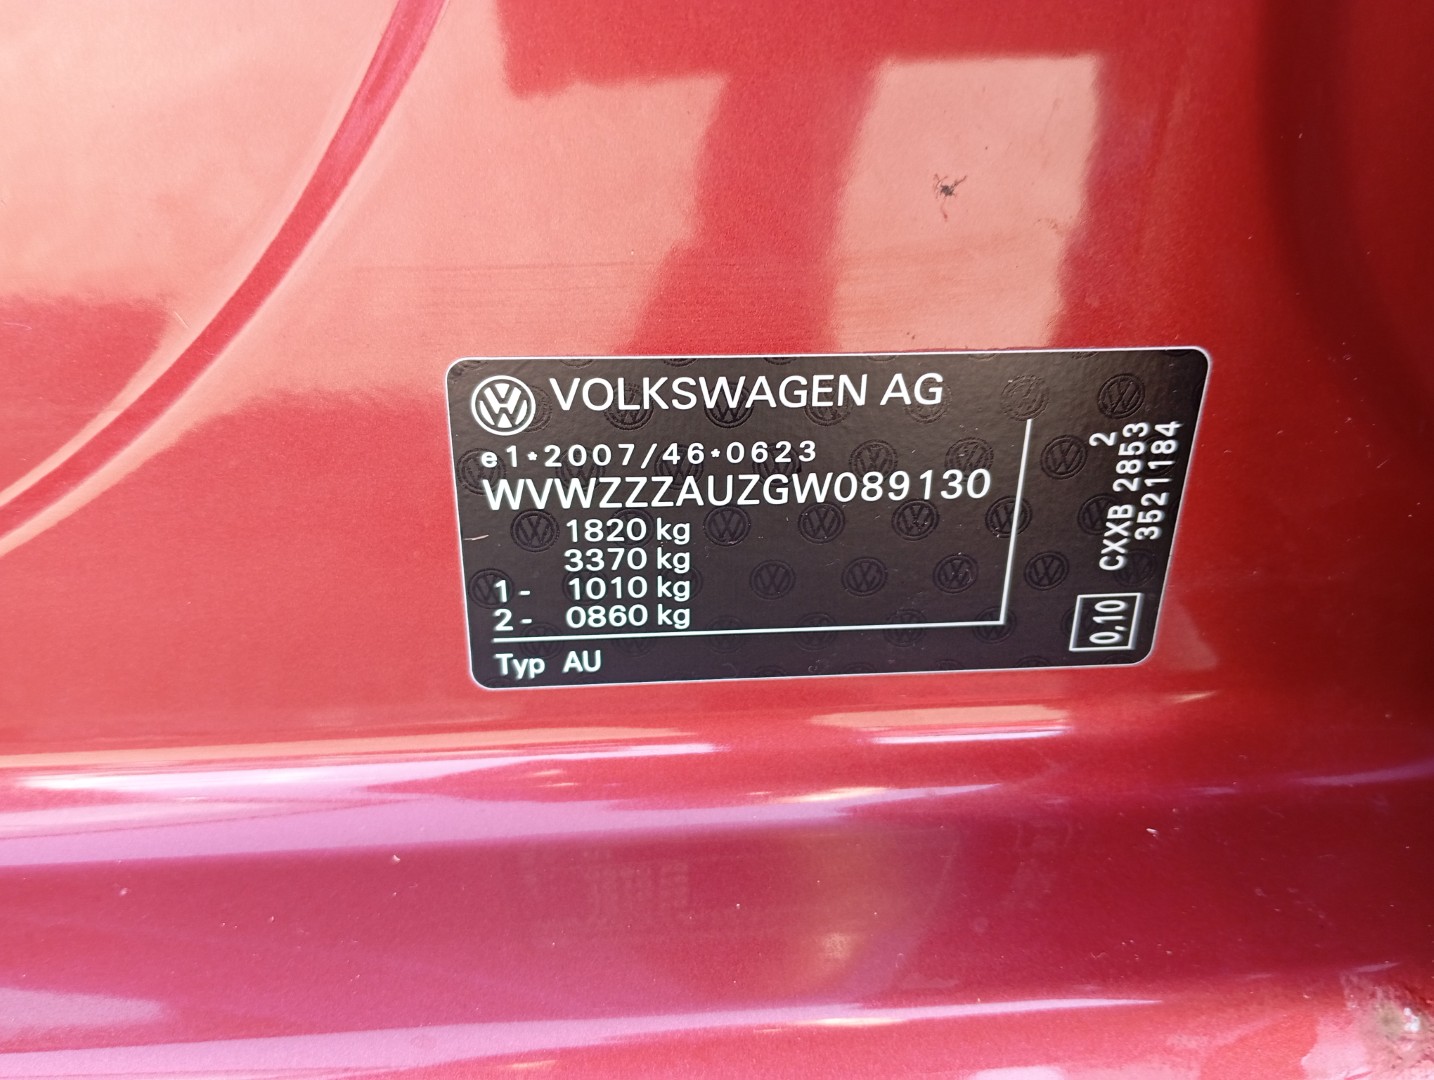 VOLKSWAGEN AG
e1*2007/46*0623
WVWZZZAUZGW089130
1820 kg
3370 kg
1- 1010 kg
2- 0860 kg
Typ AU
2
CXXB 2853
3521184
0,10